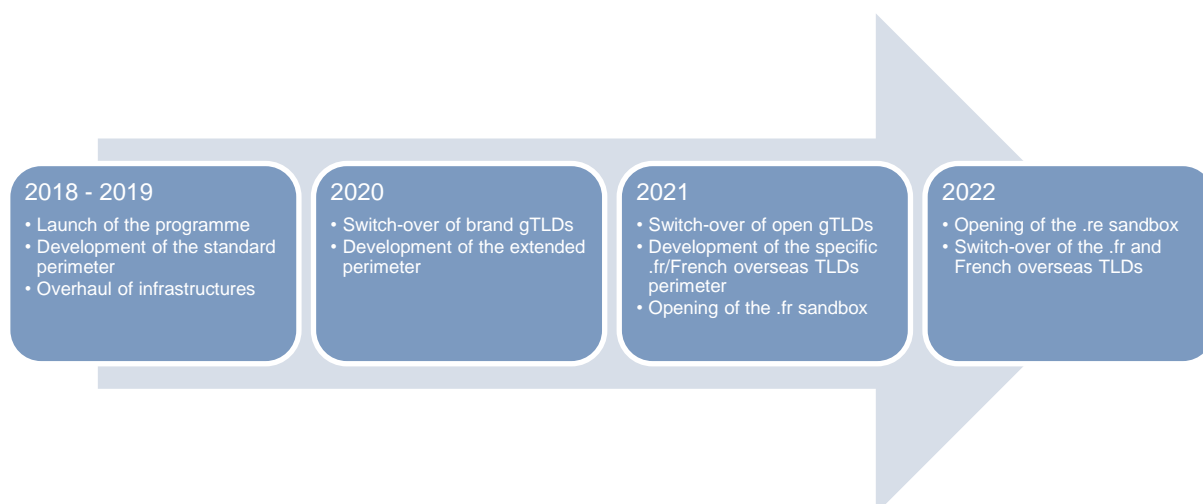 2018 - 2019
• Launch of the programme
• Development of the standard
perimeter
• Overhaul of infrastructures
2020
• Switch-over of brand gTLDs
• Development of the extended
perimeter
2021
• Switch-over of open gTLDs
• Development of the specific
.fr/French overseas TLDs
perimeter
• Opening of the .fr sandbox
2022
• Opening of the .re sandbox
• Switch-over of the .fr and
French overseas TLDs